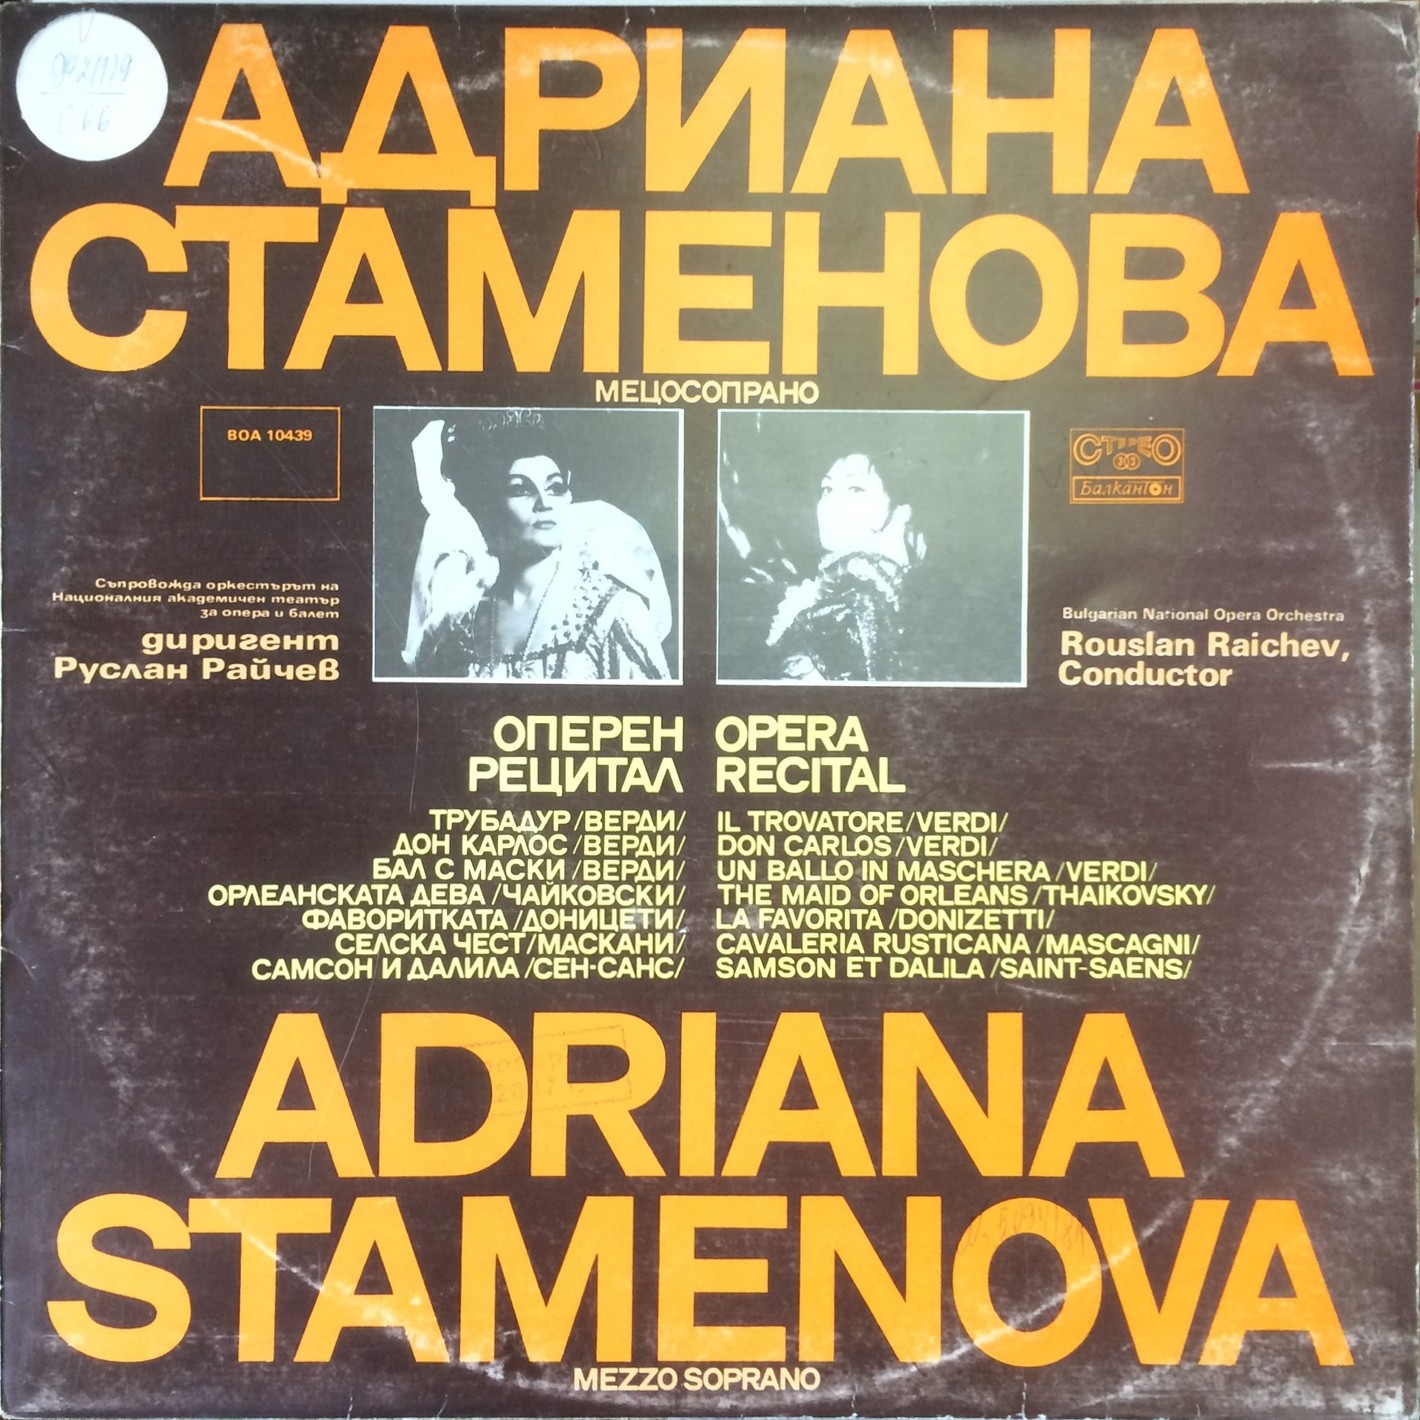 АДРИАНА
СТАМЕНОВА
МЕЦОСОПРАНО
ВОА 10439
СТЕРЕО
33
Балкантон
Съпровожда оркестърът на
Националния академичен театър
за опера и балет
диригент
Руслан Райчев
Bulgarian National Opera Orchestra
Rouslan Raichev,
Conductor
ОПЕРЕН
РЕЦИТАЛ
ТРУБАДУР /ВЕРДИ/
ДОН КАРЛОС /ВЕРДИ/
БАЛ С МАСКИ /ВЕРДИ/
ОРЛЕАНСКАТА ДЕВА /ЧАЙКОВСКИ/
ФАВОРИТКАТА /ДОНИЦЕТИ/
СЕЛСКА ЧЕСТ /МАСКАНИ/
САМСОН И ДАЛИЛА /СЕН-САНС/
OPERA
RECITAL
IL TROVATORE /VERDI/
DON CARLOS /VERDI/
UN BALLO IN MASCHERA /VERDI/
THE MAID OF ORLEANS /THAIKOVSKY/
LA FAVORITA /DONIZETTI/
CAVALERIA RUSTICANA /MASCAGNI/
SAMSON ET DALILA /SAINT-SAENS/
ADRIANA
STAMENOVA
MEZZO SOPRANO